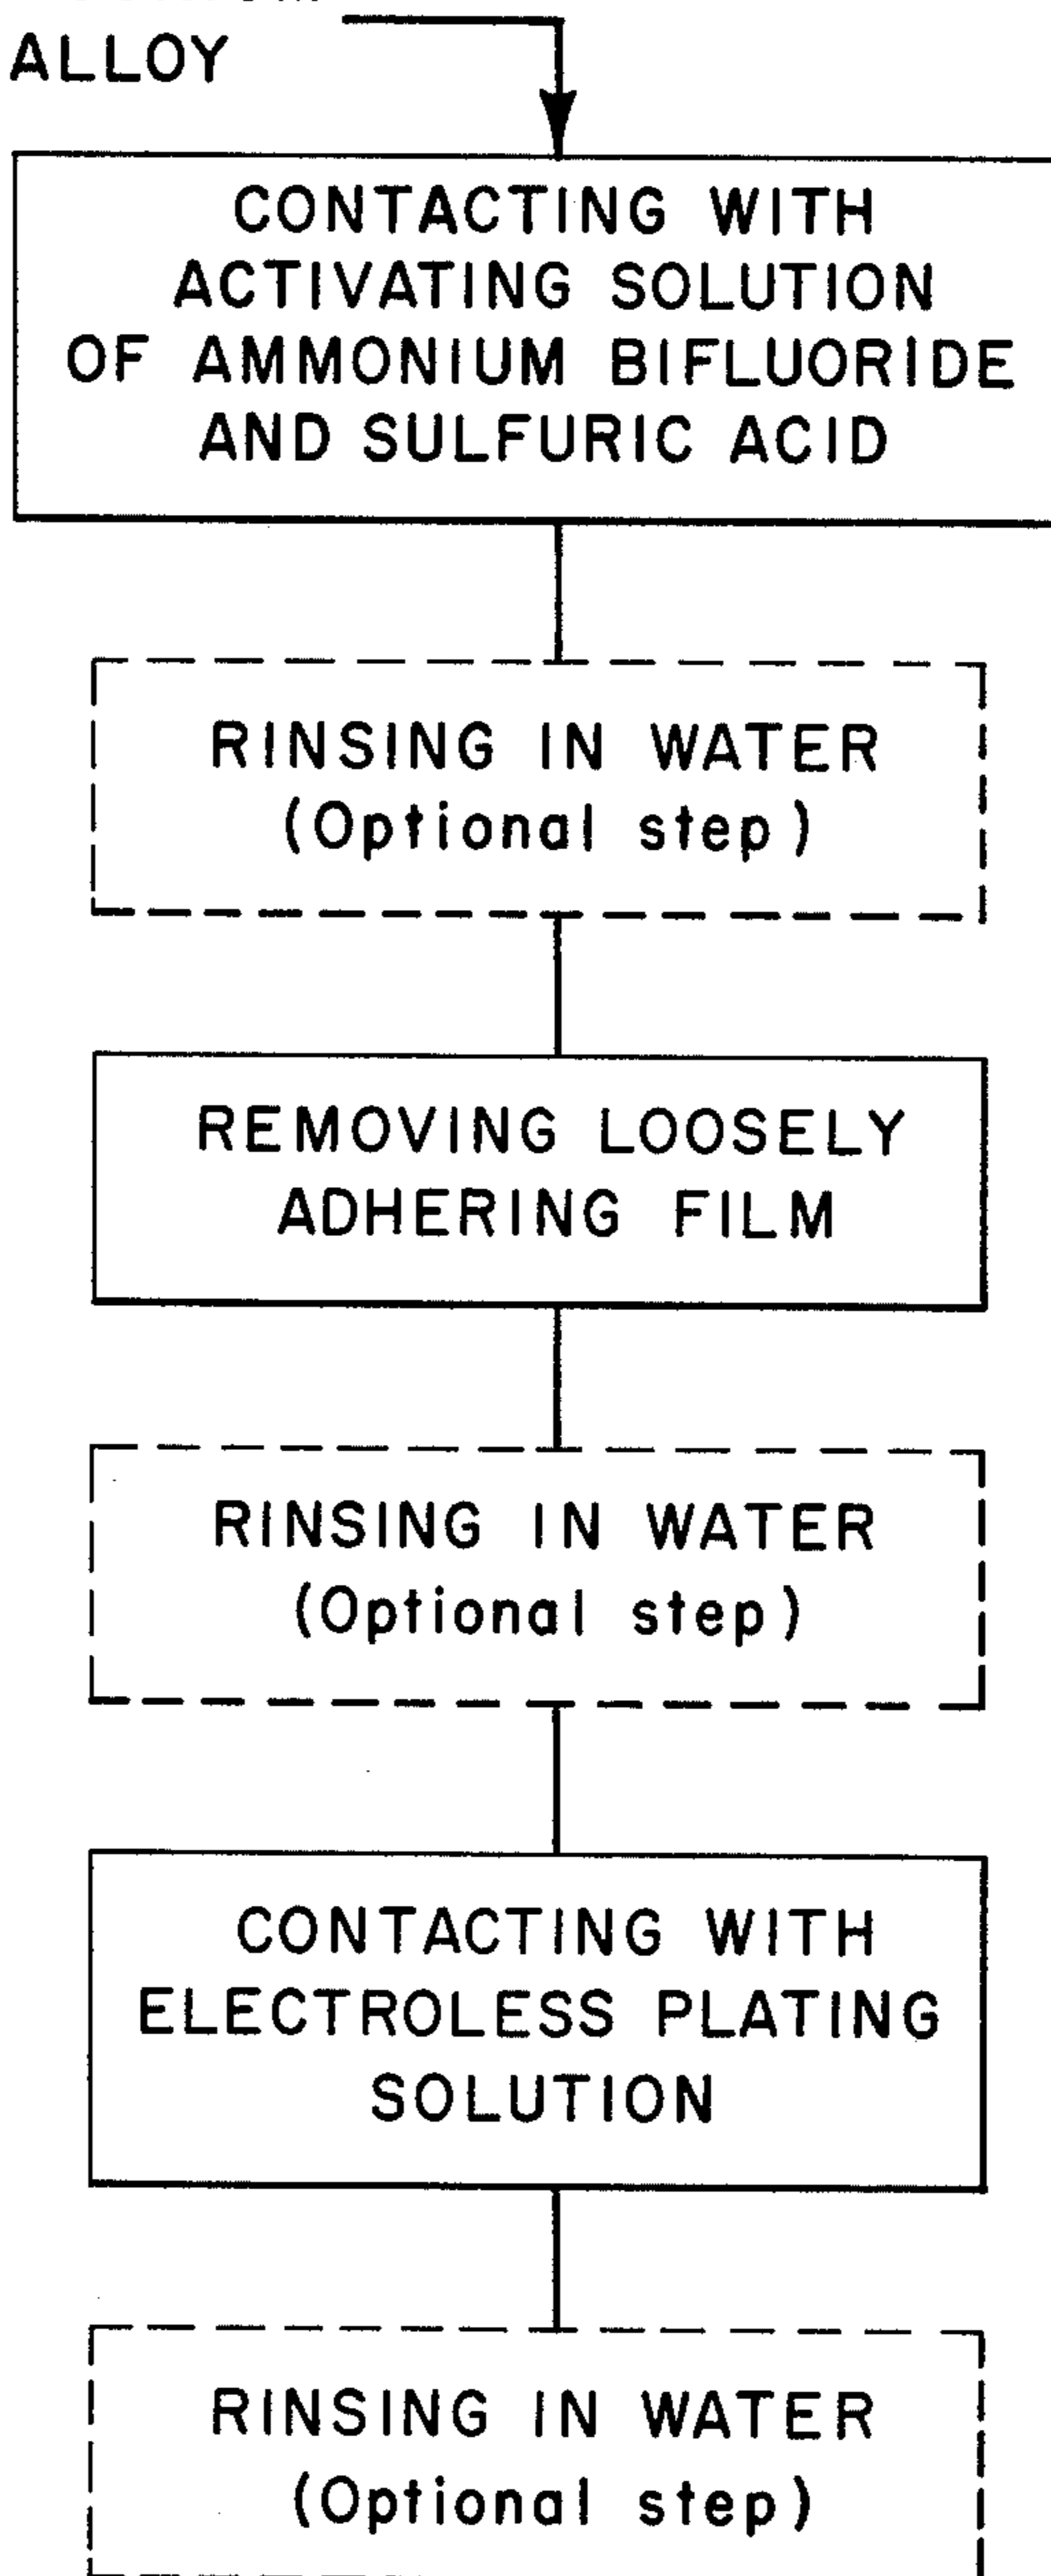 ALLOY
CONTACTING WITH
ACTIVATING SOLUTION
OF AMMONIUM BIFLUORIDE
AND SULFURIC ACID
RINSING IN WATER
(Optional step)
REMOVING LOOSELY
ADHERING FILM
RINSING IN WATER
(Optional step)
CONTACTING WITH
ELECTROLESS PLATING
SOLUTION
RINSING IN WATER
(Optional step)